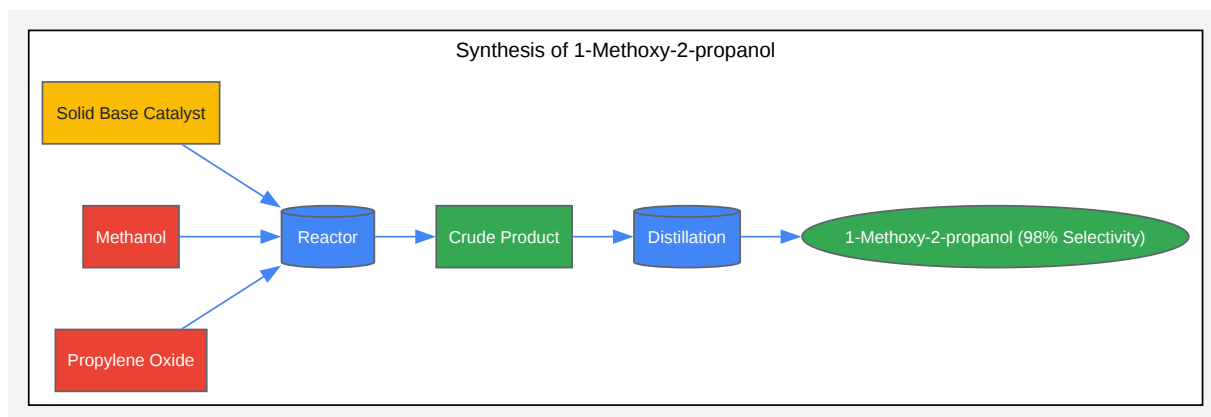 Synthesis of 1-Methoxy-2-propanol
Solid Base Catalyst
Methanol
Reactor
Crude Product
Distillation
1-Methoxy-2-propanol (98% Selectivity)
Propylene Oxide